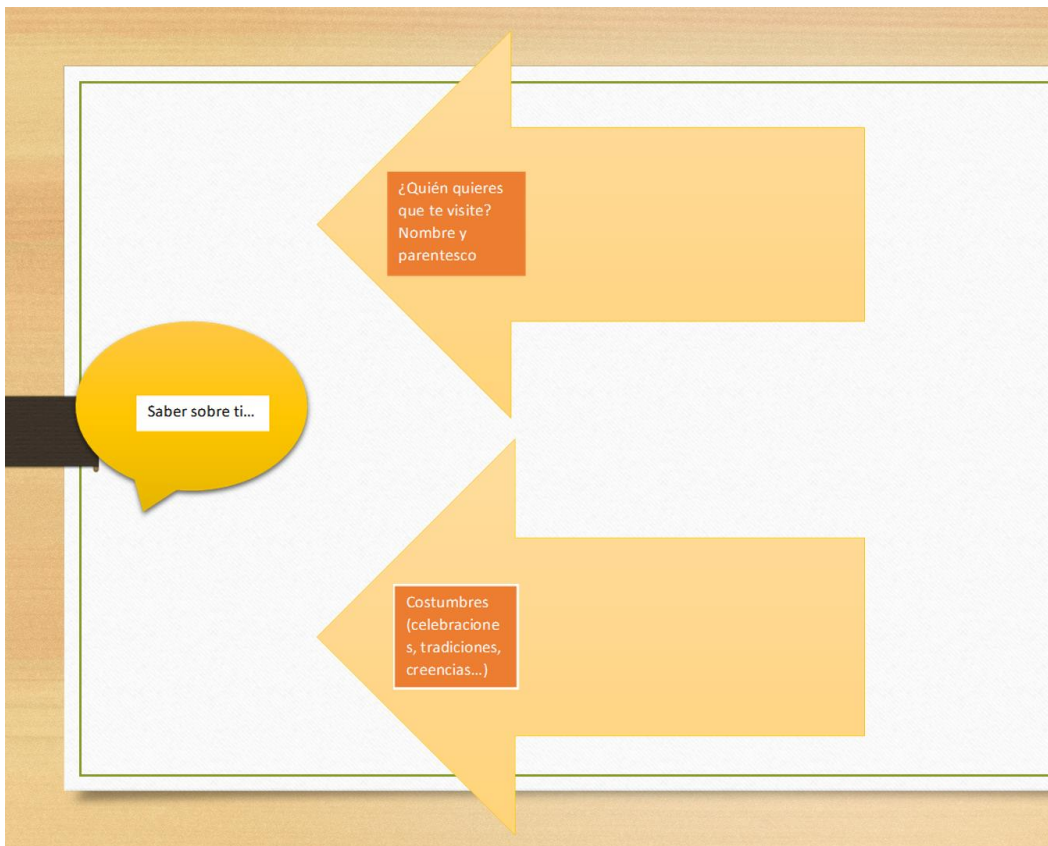 ¿Quién quieres
que te visite?
Nombre y
parentesco
Saber sobre ti...
Costumbres
(celebracione
s, tradiciones,
creencias...)